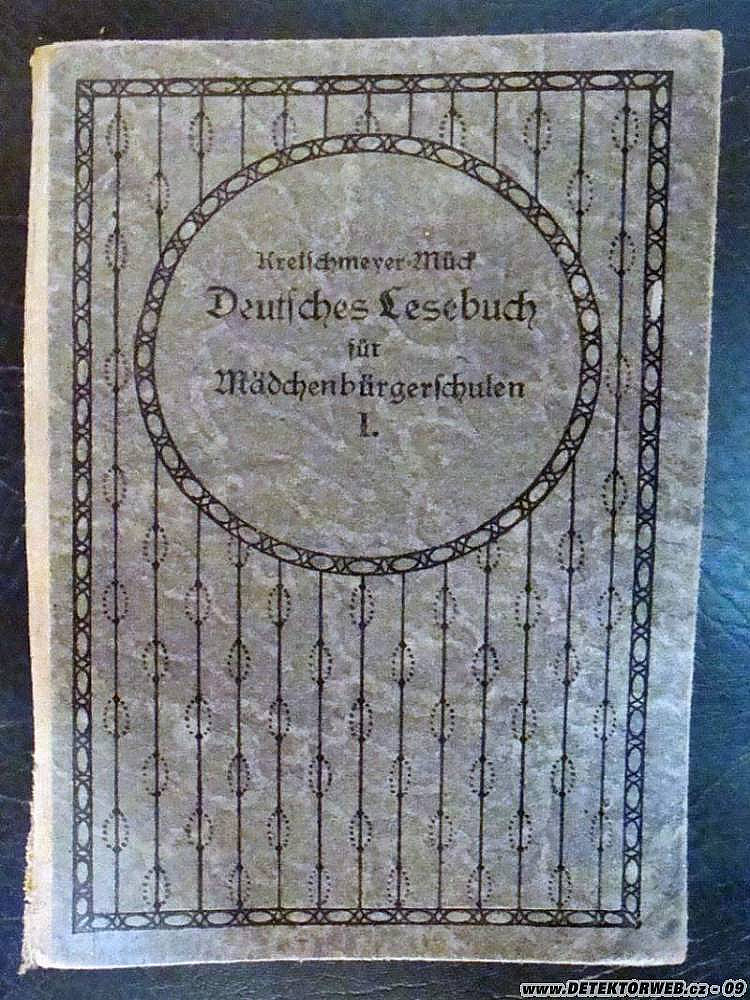 Kretschmeyer-Mück
Deutsches Lesebuch
für
Mädchenbürgerschulen
I.
www.DETEKTORWEB.cz - 09